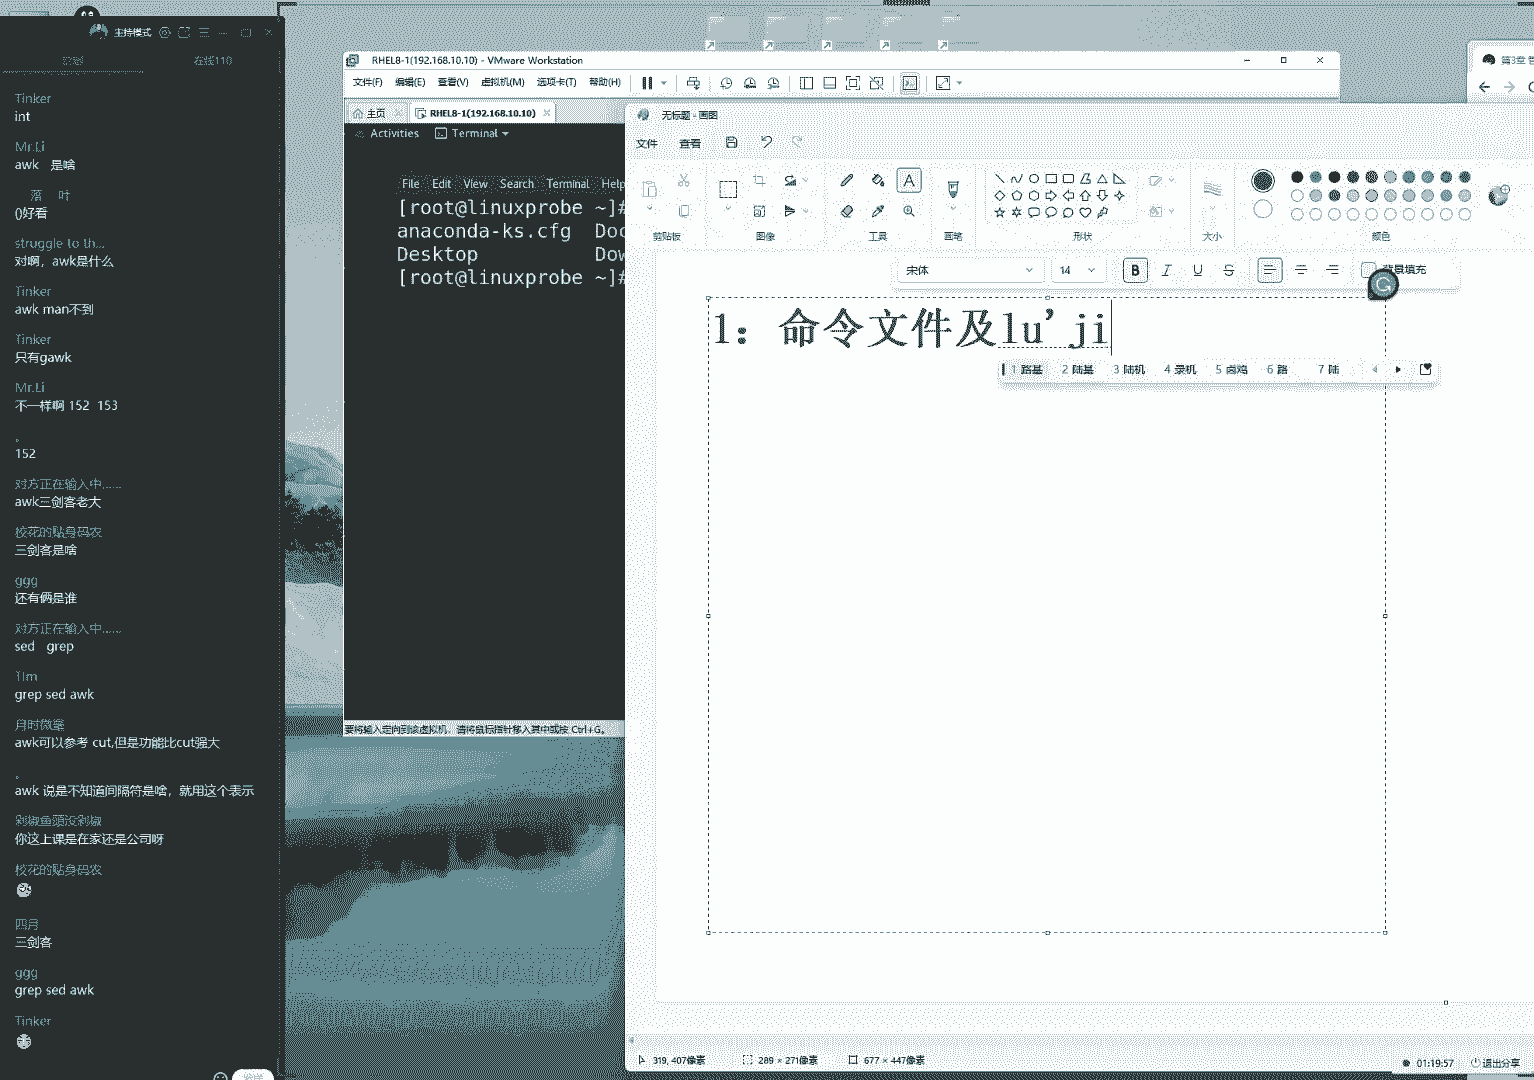 主持模式
在线110
Tinker
int
Mr.Li
awk 是啥
落 叶
()好看
struggle to th...
对啊，awk是什么
Tinker
awk man不到
Tinker
只有gawk
Mr.Li
不一样啊 152 153
。
152
对方正在输入中......
awk三剑客老大
校花的贴身码农
三剑客是啥
ggg
还有俩是谁
对方正在输入中......
sed grep
Tim
grep sed awk
awk可以参考 cut,但是功能比cut强大
。
awk 说是不知道间隔符是啥，就用这个表示
剁椒鱼頭没剁椒
你这上课是在家还是公司呀
校花的贴身码农
四月
三剑客
ggg
grep sed awk
Tinker
RHEL8-1(192.168.10.10) - VMware Workstation
文件(F) 编辑(E) 查看(V) 虚拟机(M) 选项卡(T) 帮助(H)
主页 RHEL8-1(192.168.10.10)
Activities Terminal
File Edit View Search Terminal Help
[root@linuxprobe ~]#
anaconda-ks.cfg Doc
Desktop Dow
[root@linuxprobe ~]#
要将输入定向到该虚拟机，请将鼠标指针移入其中或按 Ctrl+G。
第3章
无标题 - 画图
文件 查看
剪贴板 图像 工具 画笔 形状 大小 颜色
宋体 14 B I U S 背景填充
1：命令文件及lu'ji
1 路基 2 陆基 3 陆机 4 录机 5 卤鸡 6 路 7 陆
319, 407像素 289 × 271像素 677 × 447像素
01:19:57 退出分享